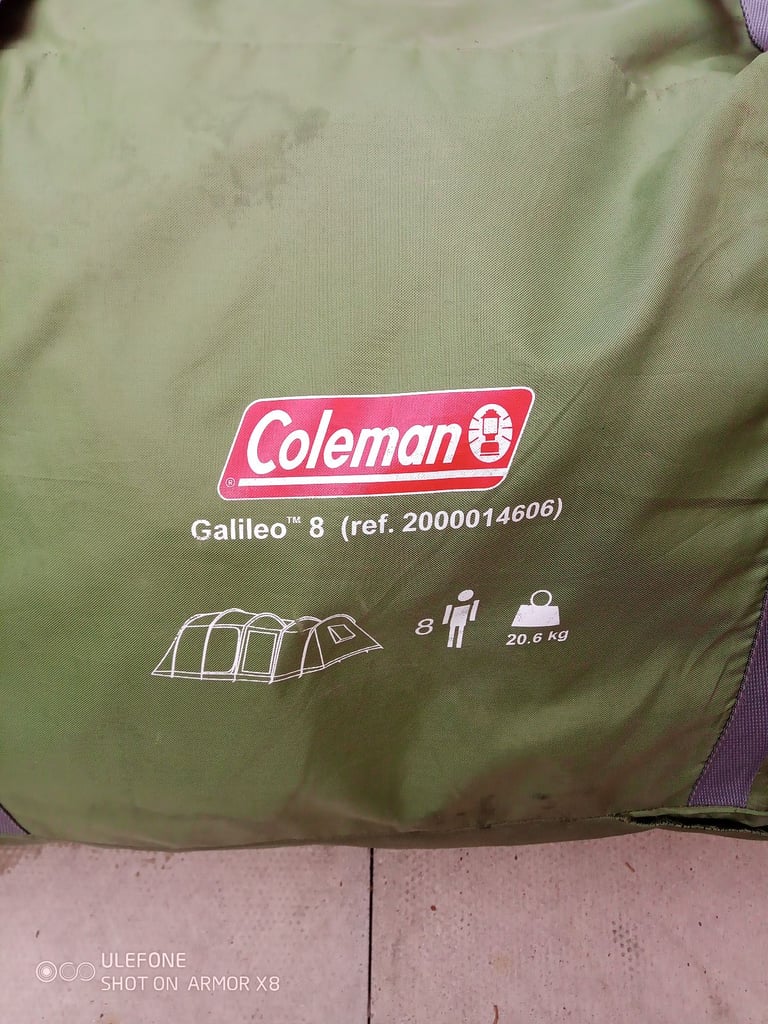 Coleman
®
Galileo™ 8 (ref. 2000014606)
8
20.6 kg
ULEFONE
SHOT ON ARMOR X8